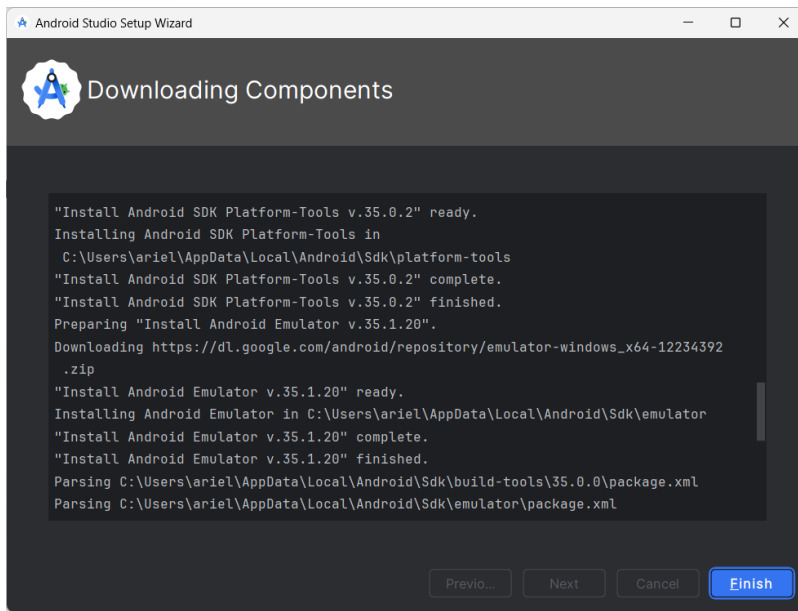 Android Studio Setup Wizard
Downloading Components
"Install Android SDK Platform-Tools v.35.0.2" ready.
Installing Android SDK Platform-Tools in
C:\Users\ariel\AppData\Local\Android\Sdk\platform-tools
"Install Android SDK Platform-Tools v.35.0.2" complete.
"Install Android SDK Platform-Tools v.35.0.2" finished.
Preparing "Install Android Emulator v.35.1.20".
Downloading https://dl.google.com/android/repository/emulator-windows_x64-12234392
.zip
"Install Android Emulator v.35.1.20" ready.
Installing Android Emulator in C:\Users\ariel\AppData\Local\Android\Sdk\emulator
"Install Android Emulator v.35.1.20" complete.
"Install Android Emulator v.35.1.20" finished.
Parsing C:\Users\ariel\AppData\Local\Android\Sdk\build-tools\35.0.0\package.xml
Parsing C:\Users\ariel\AppData\Local\Android\Sdk\emulator\package.xml
Previo... Next Cancel Finish